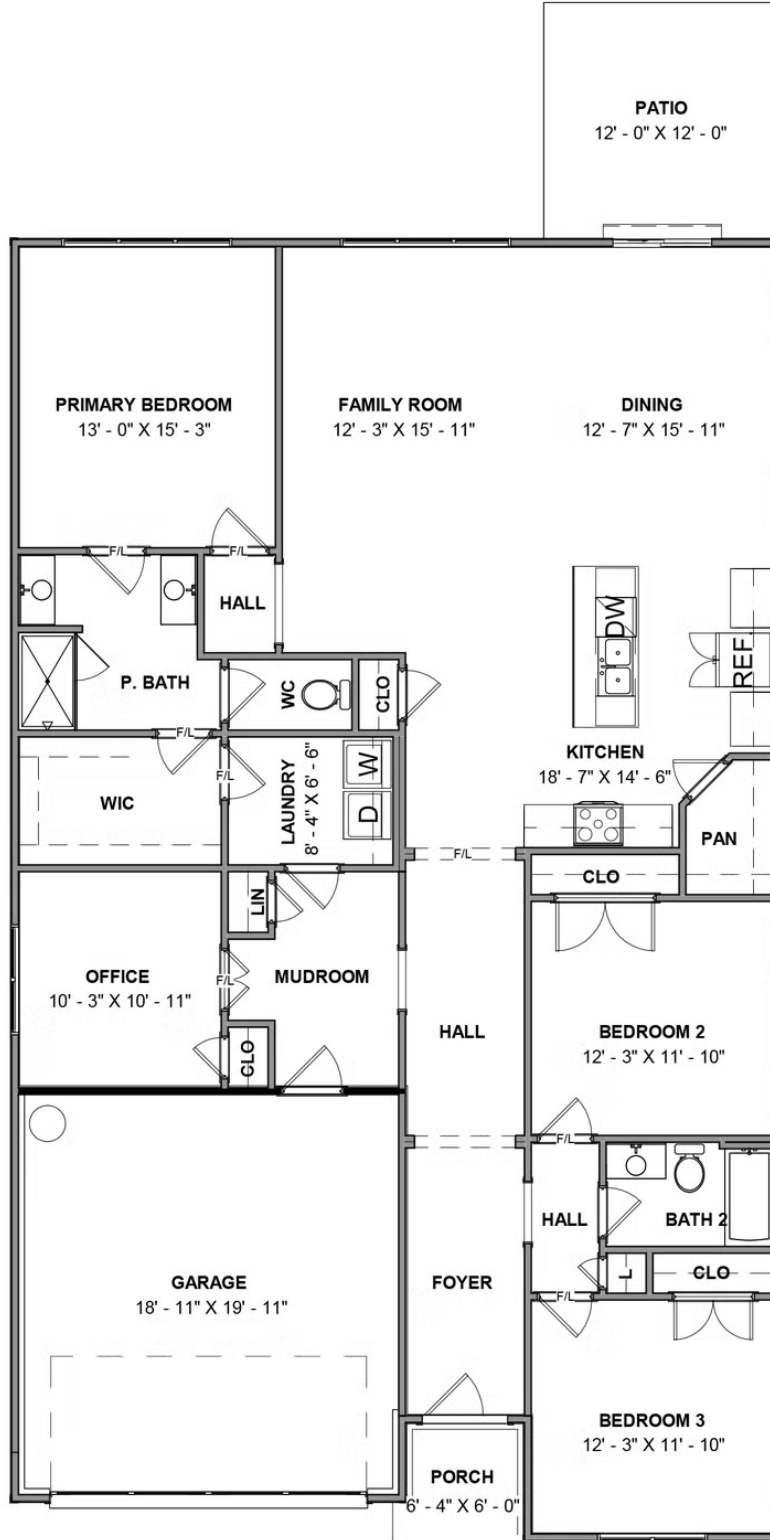 PATIO
12' - 0" X 12' - 0"
PRIMARY BEDROOM
13' - 0" X 15' - 3"
FAMILY ROOM
12' - 3" X 15' - 11"
DINING
12' - 7" X 15' - 11"
F/L
F/L
HALL
DW
REF.
P. BATH
WC
CLO
F/L
KITCHEN
18' - 7" X 14' - 6"
WIC
F/L
LAUNDRY
8' - 4" X 6' - 6"
W
D
PAN
F/L
CLO
LIN
OFFICE
10' - 3" X 10' - 11"
F/L
MUDROOM
HALL
BEDROOM 2
12' - 3" X 11' - 10"
CLO
F/L
HALL
BATH 2
GARAGE
18' - 11" X 19' - 11"
FOYER
L
CLO
F/L
BEDROOM 3
12' - 3" X 11' - 10"
PORCH
6' - 4" X 6' - 0"